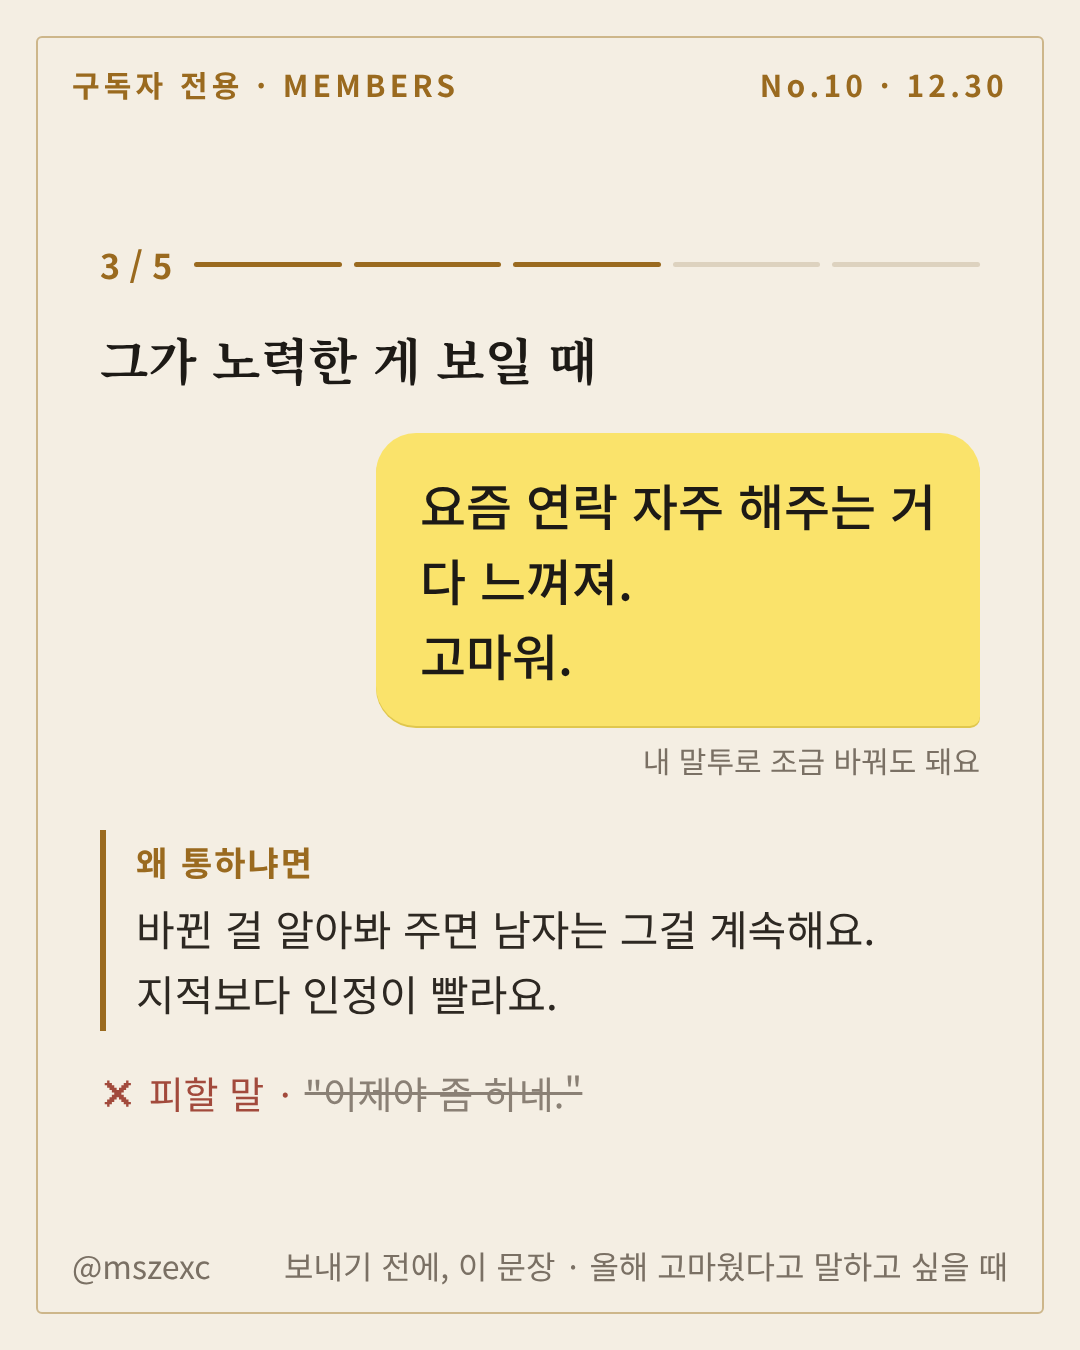 구독자 전용 · MEMBERS
No.10 · 12.30
3 / 5
그가 노력한 게 보일 때
요즘 연락 자주 해주는 거
다 느껴져.
고마워.
내 말투로 조금 바꿔도 돼요
왜 통하냐면
바뀐 걸 알아봐 주면 남자는 그걸 계속해요.
지적보다 인정이 빨라요.
✕ 피할 말 · "이제야 좀 하네."
@mszexc
보내기 전에, 이 문장 · 올해 고마웠다고 말하고 싶을 때